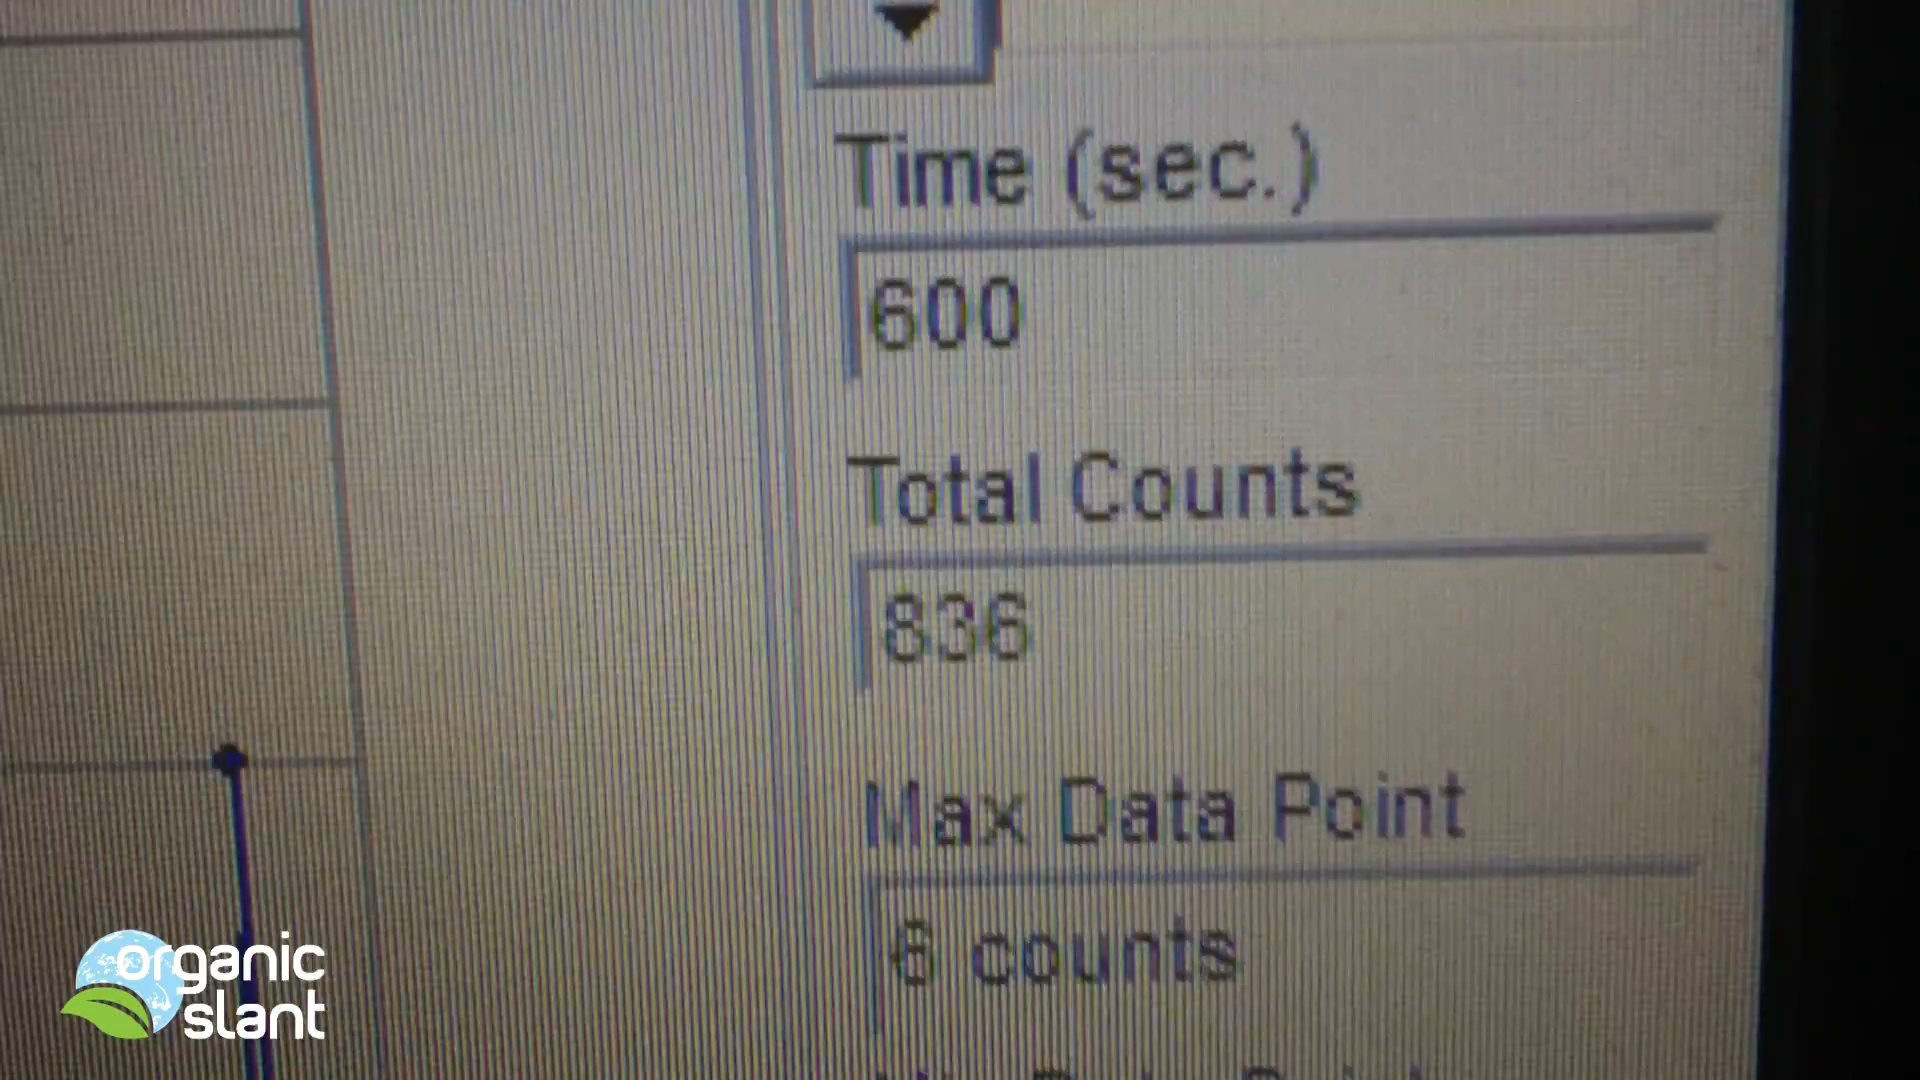 Time (sec.)
600
Total Counts
836
Max Data Point
6 counts
organic
slant